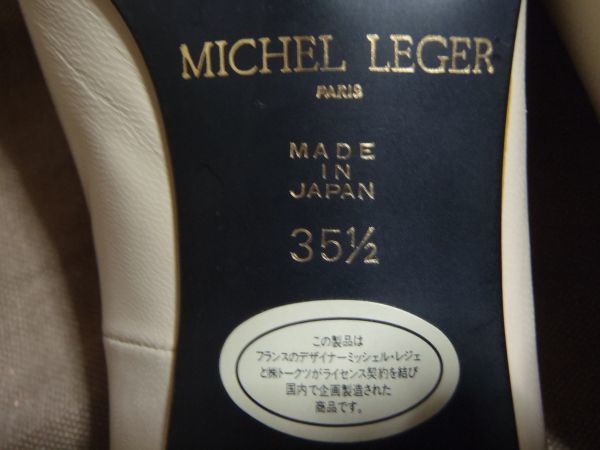 MICHEL LEGER
PARIS
MADE
IN
JAPAN
35½
この製品は
フランスのデザイナーミッシェル・レジェ
と㈱トークツがライセンス契約を結び
国内で企画製造された
商品です。